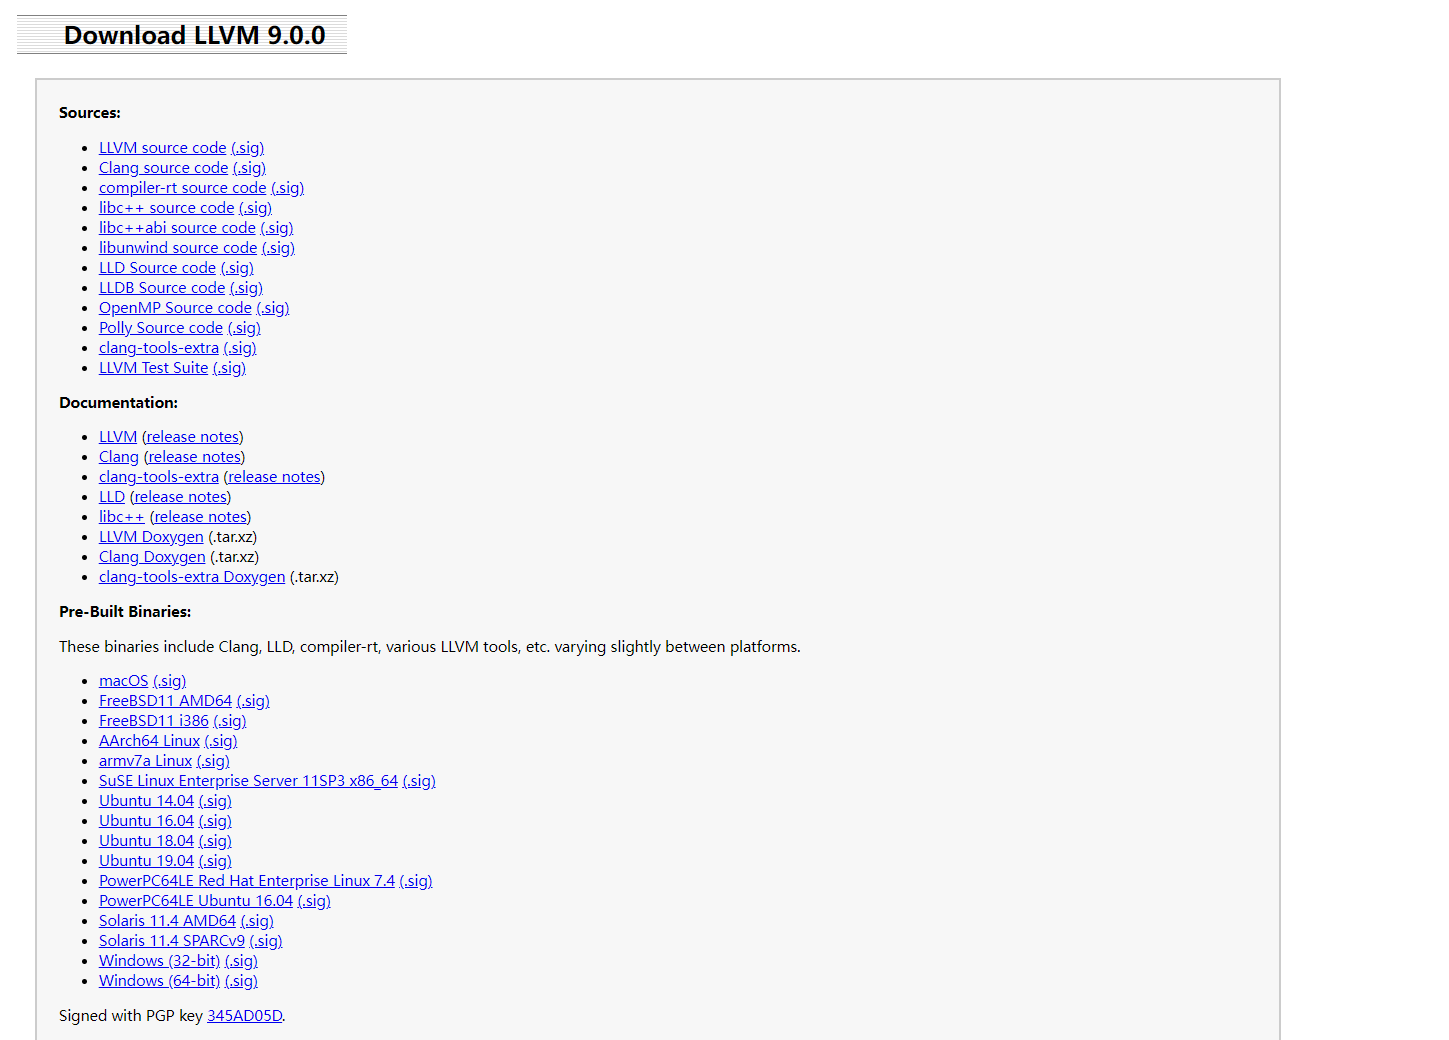 Download LLVM 9.0.0
Sources:
LLVM source code (.sig)
Clang source code (.sig)
compiler-rt source code (.sig)
libc++ source code (.sig)
libc++abi source code (.sig)
libunwind source code (.sig)
LLD Source code (.sig)
LLDB Source code (.sig)
OpenMP Source code (.sig)
Polly Source code (.sig)
clang-tools-extra (.sig)
LLVM Test Suite (.sig)
Documentation:
LLVM (release notes)
Clang (release notes)
clang-tools-extra (release notes)
LLD (release notes)
libc++ (release notes)
LLVM Doxygen (.tar.xz)
Clang Doxygen (.tar.xz)
clang-tools-extra Doxygen (.tar.xz)
Pre-Built Binaries:
These binaries include Clang, LLD, compiler-rt, various LLVM tools, etc. varying slightly between platforms.
macOS (.sig)
FreeBSD11 AMD64 (.sig)
FreeBSD11 i386 (.sig)
AArch64 Linux (.sig)
armv7a Linux (.sig)
SuSE Linux Enterprise Server 11SP3 x86_64 (.sig)
Ubuntu 14.04 (.sig)
Ubuntu 16.04 (.sig)
Ubuntu 18.04 (.sig)
Ubuntu 19.04 (.sig)
PowerPC64LE Red Hat Enterprise Linux 7.4 (.sig)
PowerPC64LE Ubuntu 16.04 (.sig)
Solaris 11.4 AMD64 (.sig)
Solaris 11.4 SPARCv9 (.sig)
Windows (32-bit) (.sig)
Windows (64-bit) (.sig)
Signed with PGP key 345AD05D.